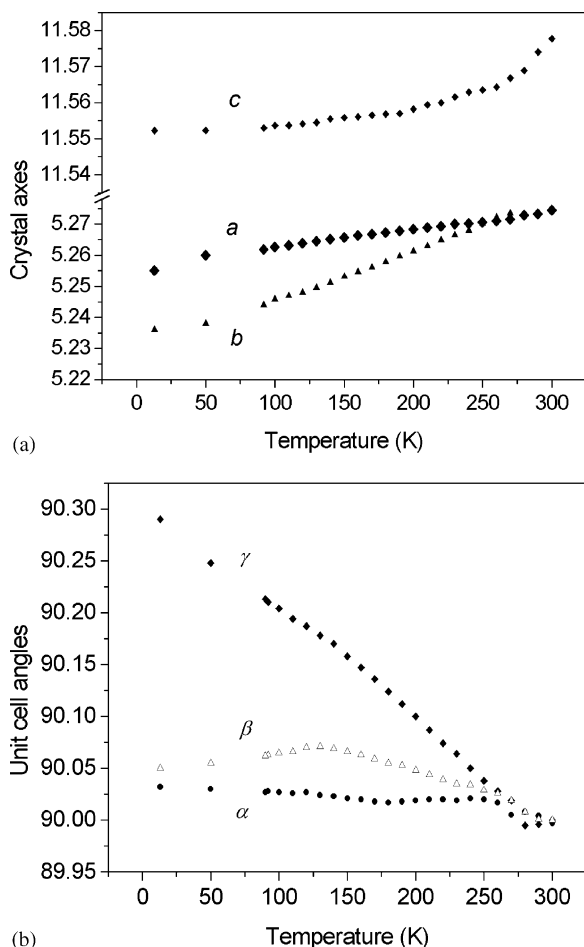 11.58
11.57
11.56
11.55
11.54
5.27
5.26
5.25
5.24
5.23
5.22
Crystal axes
c
a
b
0 50 100 150 200 250 300
Temperature (K)
(a)
90.30
90.25
90.20
90.15
90.10
90.05
90.00
89.95
Unit cell angles
γ
β
α
0 50 100 150 200 250 300
Temperature (K)
(b)